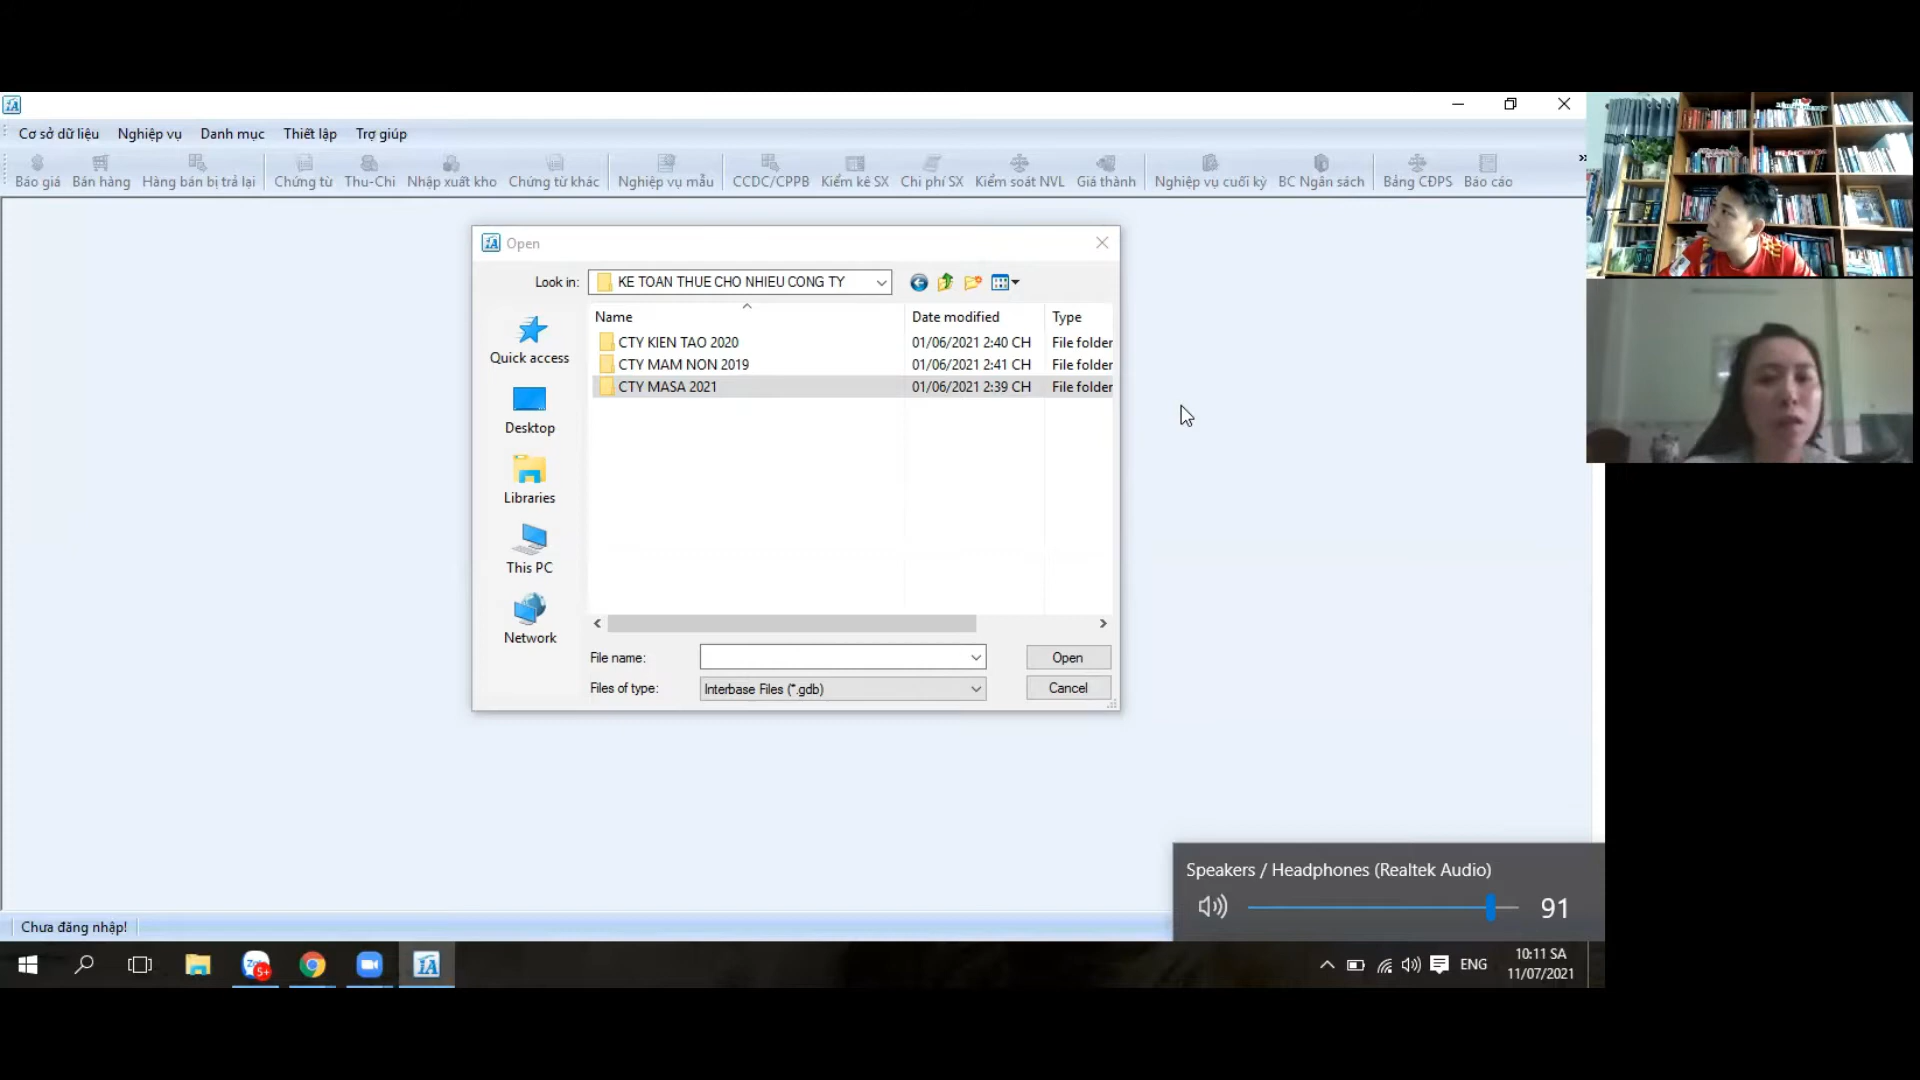 Cơ sở dữ liệu Nghiệp vụ Danh mục Thiết lập Trợ giúp
Báo giá Bán hàng Hàng bán bị trả lại Chứng từ Thu-Chi Nhập xuất kho Chứng từ khác Nghiệp vụ mẫu CCDC/CPPB Kiểm kê SX Chi phí SX Kiểm soát NVL Giá thành Nghiệp vụ cuối kỳ BC Ngân sách Bảng CĐPS Báo cáo
Open
Look in: KE TOAN THUE CHO NHIEU CONG TY
Name Date modified Type
CTY KIEN TAO 2020 01/06/2021 2:40 CH File folder
CTY MAM NON 2019 01/06/2021 2:41 CH File folder
CTY MASA 2021 01/06/2021 2:39 CH File folder
Quick access
Desktop
Libraries
This PC
Network
File name: Open
Files of type: Interbase Files (*.gdb) Cancel
Speakers / Headphones (Realtek Audio)
91
Chưa đăng nhập!
5+
iA
ENG
10:11 SA
11/07/2021